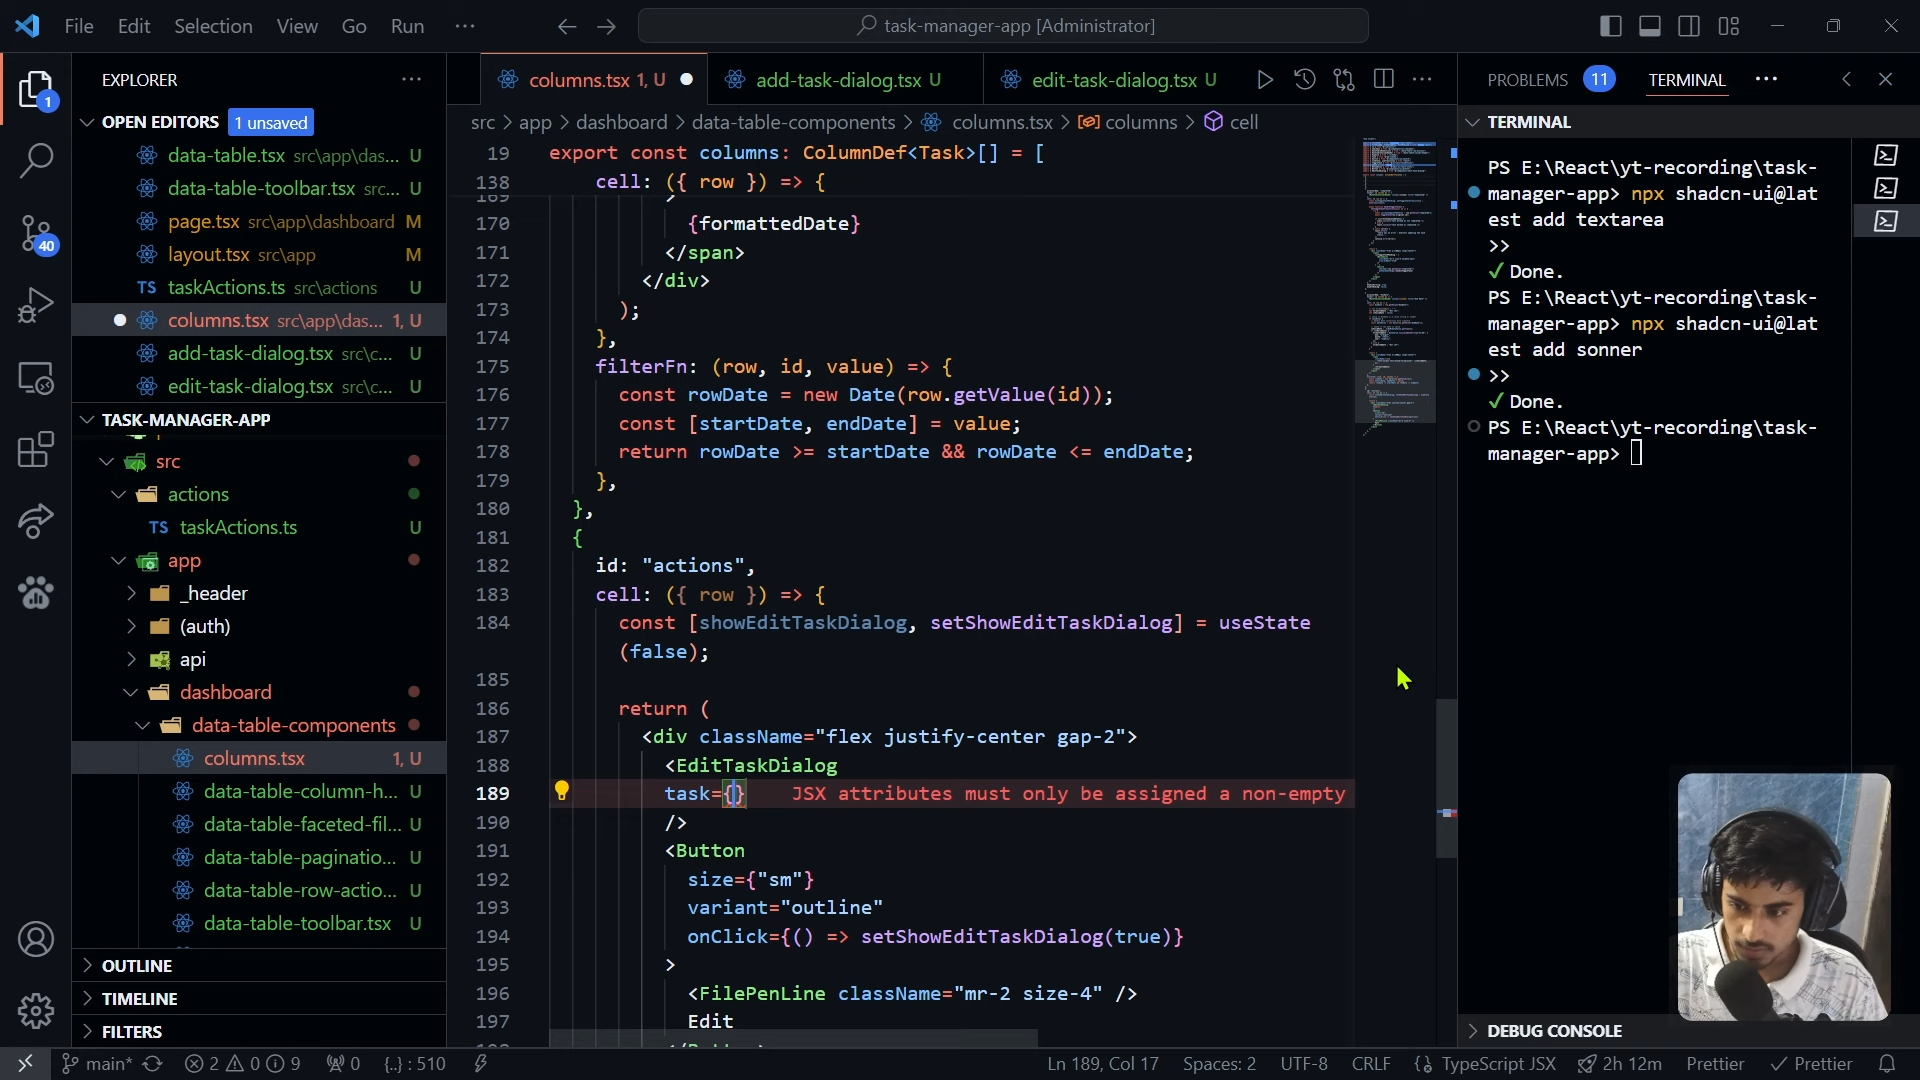 File Edit Selection View Go Run ···
task-manager-app [Administrator]
EXPLORER
OPEN EDITORS 1 unsaved
data-table.tsx src\app\das... U
data-table-toolbar.tsx src... U
page.tsx src\app\dashboard M
layout.tsx src\app M
TS taskActions.ts src\actions U
columns.tsx src\app\das... 1, U
add-task-dialog.tsx src\c... U
edit-task-dialog.tsx src\c... U
TASK-MANAGER-APP
src
actions
TS taskActions.ts U
app
_header
(auth)
api
dashboard
data-table-components
columns.tsx 1, U
data-table-column-h... U
data-table-faceted-fil... U
data-table-paginatio... U
data-table-row-actio... U
data-table-toolbar.tsx U
OUTLINE
TIMELINE
FILTERS
1
40
columns.tsx 1, U
add-task-dialog.tsx U
edit-task-dialog.tsx U
src > app > dashboard > data-table-components > columns.tsx > columns > cell
19 export const columns: ColumnDef<Task>[] = [
138 cell: ({ row }) => {
169 >
170 {formattedDate}
171 </span>
172 </div>
173 );
174 },
175 filterFn: (row, id, value) => {
176 const rowDate = new Date(row.getValue(id));
177 const [startDate, endDate] = value;
178 return rowDate >= startDate && rowDate <= endDate;
179 },
180 },
181 {
182 id: "actions",
183 cell: ({ row }) => {
184 const [showEditTaskDialog, setShowEditTaskDialog] = useState
(false);
185
186 return (
187 <div className="flex justify-center gap-2">
188 <EditTaskDialog
189 task={} JSX attributes must only be assigned a non-empty
190 />
191 <Button
192 size={"sm"}
193 variant="outline"
194 onClick={() => setShowEditTaskDialog(true)}
195 >
196 <FilePenLine className="mr-2 size-4" />
197 Edit
PROBLEMS 11 TERMINAL ···
TERMINAL
PS E:\React\yt-recording\task-
manager-app> npx shadcn-ui@lat
est add textarea
>>
✓ Done.
PS E:\React\yt-recording\task-
manager-app> npx shadcn-ui@lat
est add sonner
>>
✓ Done.
PS E:\React\yt-recording\task-
manager-app>
DEBUG CONSOLE
main* 2 0 9 0 {..} : 510 Ln 189, Col 17 Spaces: 2 UTF-8 CRLF TypeScript JSX 2h 12m Prettier Prettier